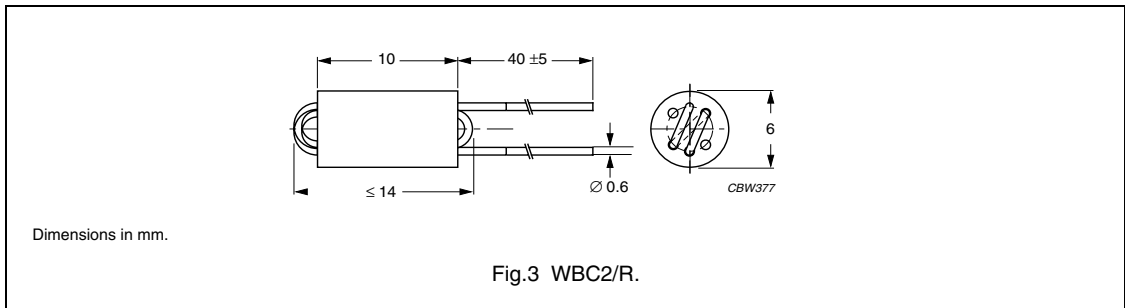 10
40 ±5
6
≤ 14
∅ 0.6
CBW377
Dimensions in mm.
Fig.3 WBC2/R.